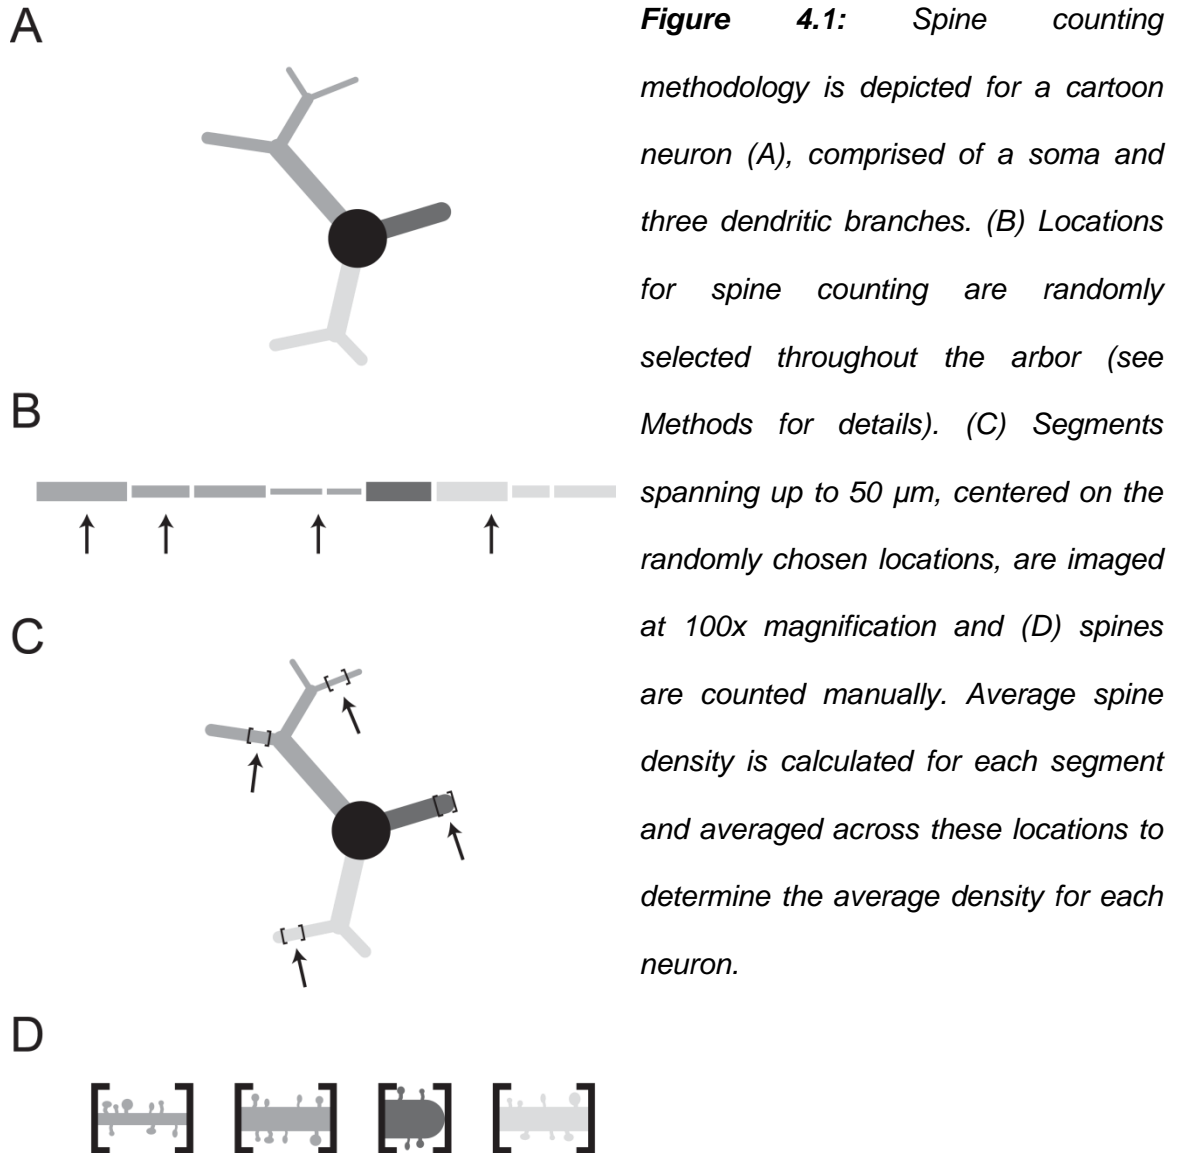 A
B
C
D
Figure 4.1: Spine counting
methodology is depicted for a cartoon
neuron (A), comprised of a soma and
three dendritic branches. (B) Locations
for spine counting are randomly
selected throughout the arbor (see
Methods for details). (C) Segments
spanning up to 50 µm, centered on the
randomly chosen locations, are imaged
at 100x magnification and (D) spines
are counted manually. Average spine
density is calculated for each segment
and averaged across these locations to
determine the average density for each
neuron.